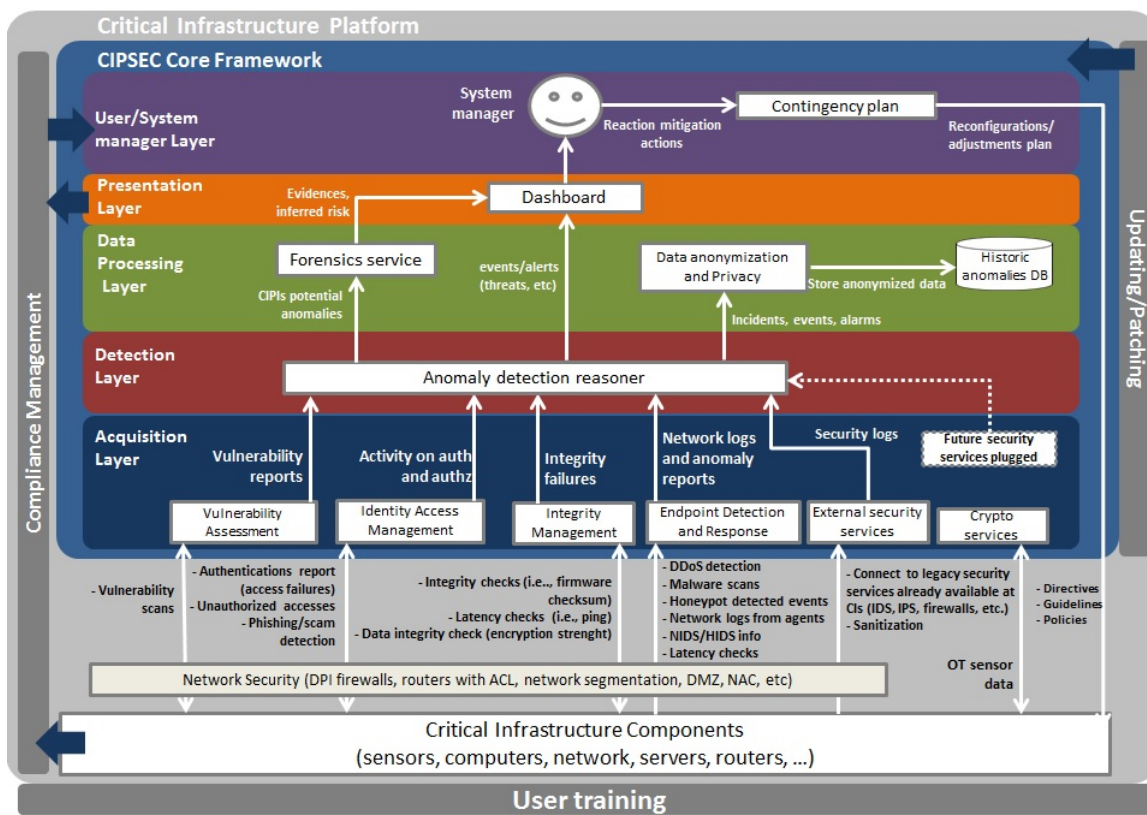 Critical Infrastructure Platform
CIPSEC Core Framework
User/System
manager Layer
System
manager
Reaction mitigation
actions
Contingency plan
Reconfigurations/
adjustments plan
Presentation
Layer
Evidences,
inferred risk
Dashboard
Data
Processing
Layer
Forensics service
CIPIs potential
anomalies
events/alerts
(threats, etc)
Data anonymization
and Privacy
Store anonymized data
Historic
anomalies DB
Incidents, events, alarms
Detection
Layer
Anomaly detection reasoner
Acquisition
Layer
Vulnerability
reports
Activity on auth
and authz
Integrity
failures
Network logs
and anomaly
reports
Security logs
Future security
services plugged
Vulnerability
Assessment
Identity Access
Management
Integrity
Management
Endpoint Detection
and Response
External security
services
Crypto
services
- Vulnerability
scans
- Authentications report
(access failures)
- Unauthorized accesses
- Phishing/scam
detection
- Integrity checks (i.e.., firmware
checksum)
- Latency checks (i.e., ping)
- Data integrity check (encryption strenght)
- DDoS detection
- Malware scans
- Honeypot detected events
- Network logs from agents
- NIDS/HIDS info
- Latency checks
- Connect to legacy security
services already available at
CIs (IDS, IPS, firewalls, etc.)
- Sanitization
- Directives
- Guidelines
- Policies
OT sensor
data
Network Security (DPI firewalls, routers with ACL, network segmentation, DMZ, NAC, etc)
Critical Infrastructure Components
(sensors, computers, network, servers, routers, ...)
Compliance Management
Updating/Patching
User training